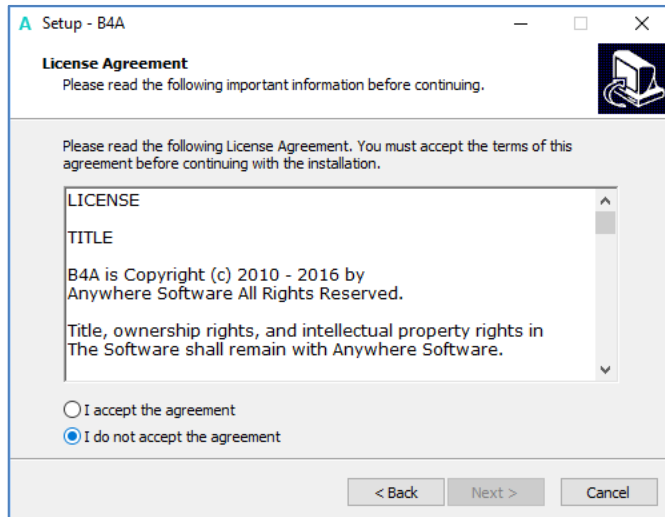 A Setup - B4A
License Agreement
Please read the following important information before continuing.
Please read the following License Agreement. You must accept the terms of this
agreement before continuing with the installation.
LICENSE
TITLE
B4A is Copyright (c) 2010 - 2016 by
Anywhere Software All Rights Reserved.
Title, ownership rights, and intellectual property rights in
The Software shall remain with Anywhere Software.
I accept the agreement
I do not accept the agreement
< Back Next > Cancel